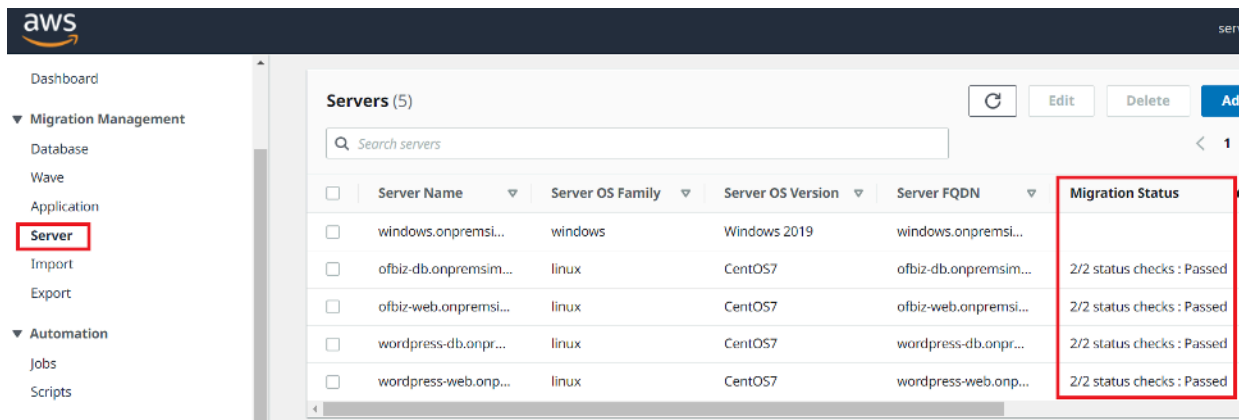 aws
serv
Dashboard
Migration Management
Database
Wave
Application
Server
Import
Export
Automation
Jobs
Scripts
Servers (5)
Edit
Delete
Ad
Search servers
1
Server Name Server OS Family Server OS Version Server FQDN Migration Status
windows.onpremsi... windows Windows 2019 windows.onpremsi...
ofbiz-db.onpremsim... linux CentOS7 ofbiz-db.onpremsim... 2/2 status checks : Passed
ofbiz-web.onpremsi... linux CentOS7 ofbiz-web.onpremsi... 2/2 status checks : Passed
wordpress-db.onpr... linux CentOS7 wordpress-db.onpr... 2/2 status checks : Passed
wordpress-web.onp... linux CentOS7 wordpress-web.onp... 2/2 status checks : Passed